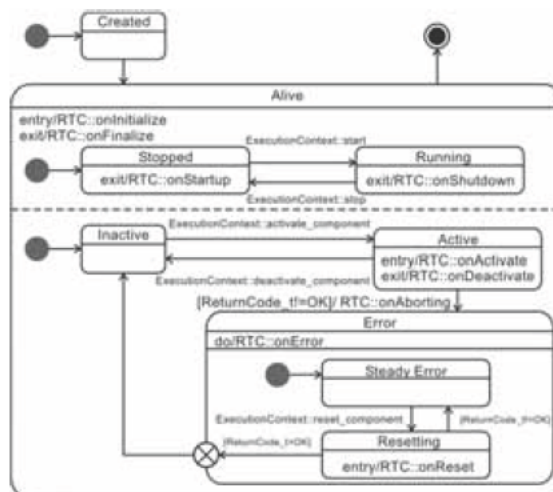 Created
Alive
entry/RTC::onInitialize
exit/RTC::onFinalize
ExecutionContext::start
Stopped
Running
exit/RTC::onStartup
exit/RTC::onShutdown
ExecutionContext::stop
ExecutionContext::activate_component
Inactive
Active
entry/RTC::onActivate
exit/RTC::onDeactivate
ExecutionContext::deactivate_component
[ReturnCode_t!=OK]/ RTC::onAborting
Error
do/RTC::onError
Steady Error
ExecutionContext::reset_component
[ReturnCode_t!=OK]
[ReturnCode_t=OK]
Resetting
entry/RTC::onReset